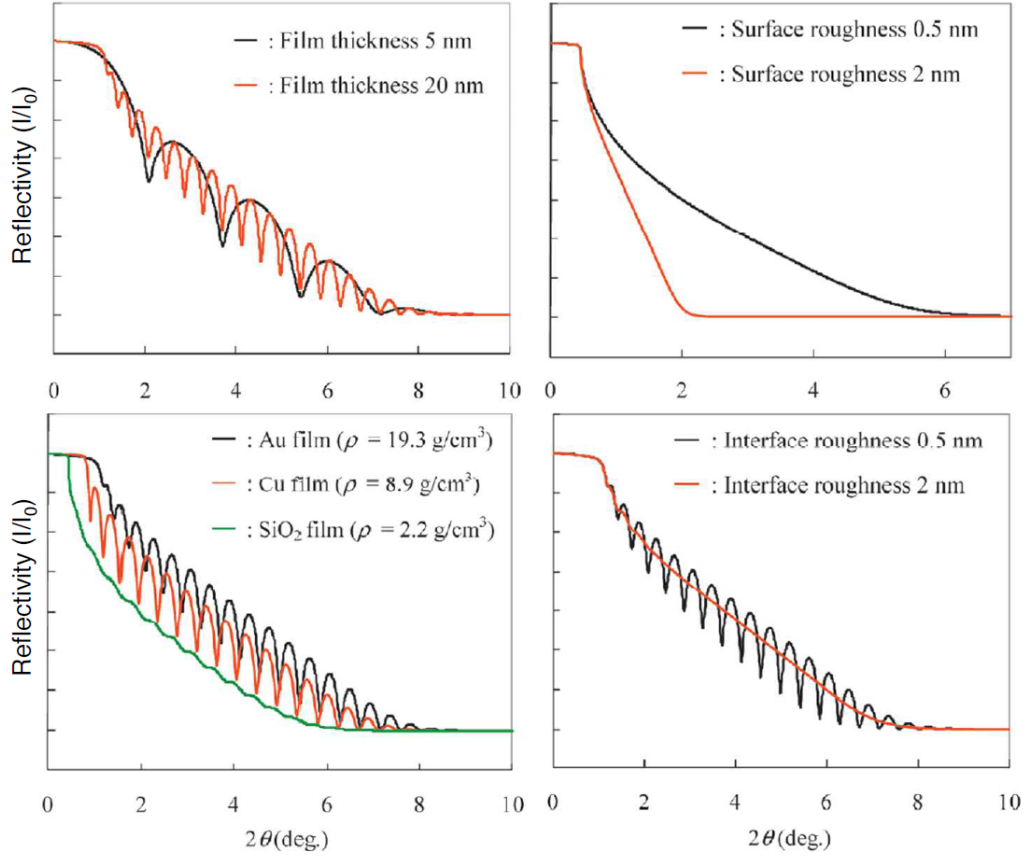 Reflectivity (I/I₀)
— : Film thickness 5 nm
— : Film thickness 20 nm
0 2 4 6 8 10
— : Surface roughness 0.5 nm
— : Surface roughness 2 nm
0 2 4 6
Reflectivity (I/I₀)
— : Au film (ρ = 19.3 g/cm³)
— : Cu film (ρ = 8.9 g/cm³)
— : SiO₂ film (ρ = 2.2 g/cm³)
0 2 4 6 8 10
2θ(deg.)
— : Interface roughness 0.5 nm
— : Interface roughness 2 nm
0 2 4 6 8 10
2θ(deg.)